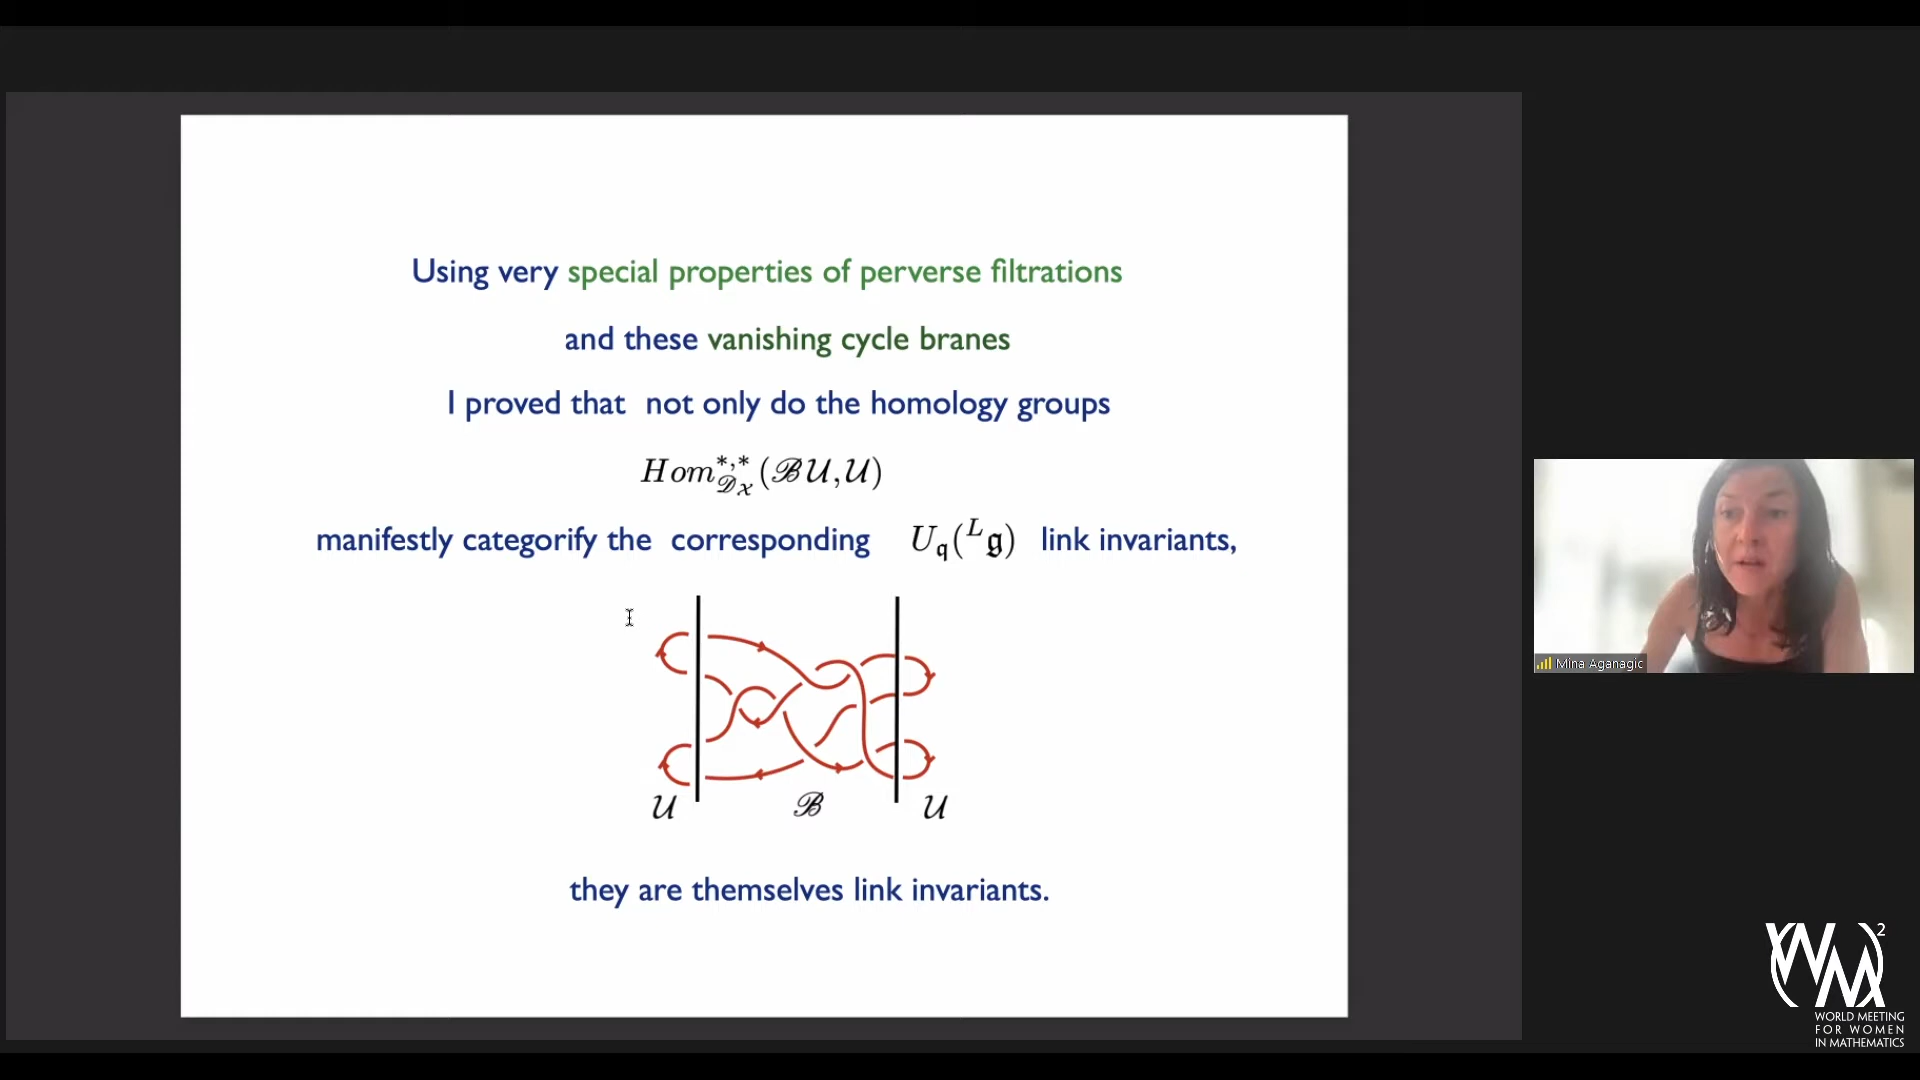 Using very special properties of perverse filtrations
and these vanishing cycle branes
I proved that not only do the homology groups
Hom^{*,*}_{𝒟_𝒳}(ℬ𝒰,𝒰)
manifestly categorify the corresponding U_𝔮(^L𝔤) link invariants,
𝒰 ℬ 𝒰
they are themselves link invariants.
Mina Aganagic
(WM)²
WORLD MEETING
FOR WOMEN
IN MATHEMATICS